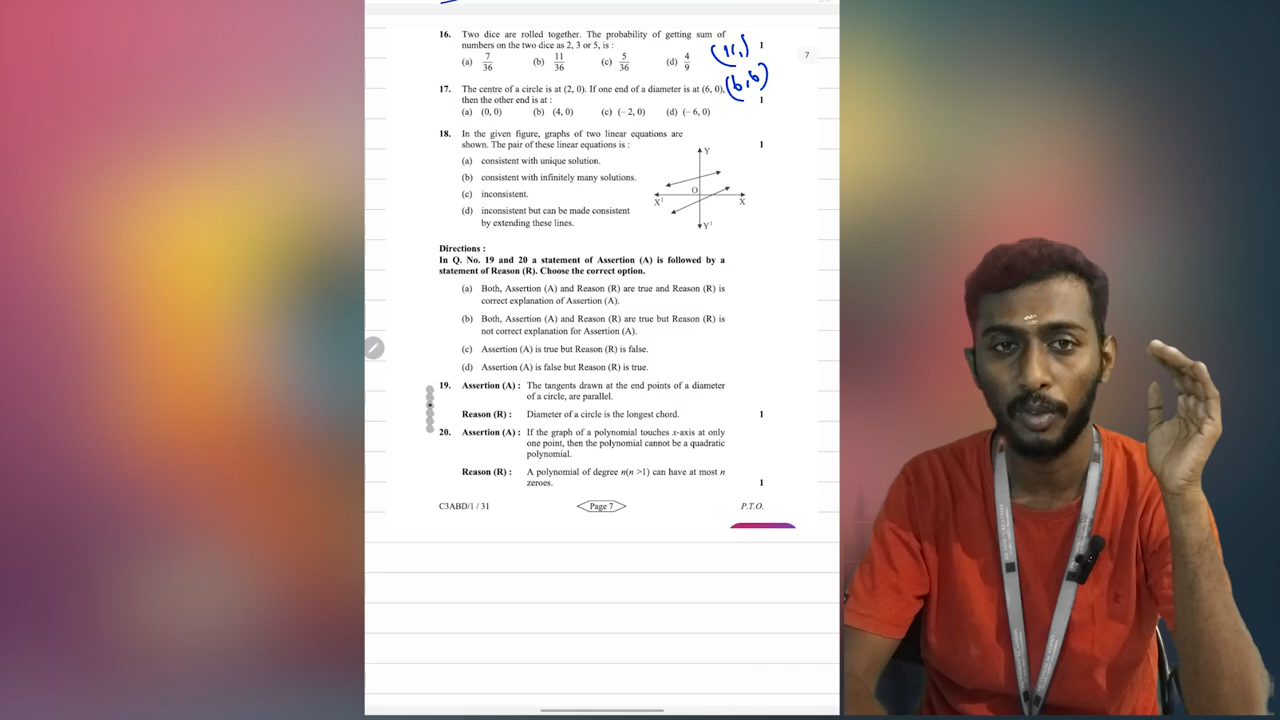 16. Two dice are rolled together. The probability of getting sum of
numbers on the two dice as 2, 3 or 5, is : 1
(a) 7/36 (b) 11/36 (c) 5/36 (d) 4/9
(1,1)
7
(6,6)
17. The centre of a circle is at (2, 0). If one end of a diameter is at (6, 0),
then the other end is at : 1
(a) (0, 0) (b) (4, 0) (c) (– 2, 0) (d) (– 6, 0)
18. In the given figure, graphs of two linear equations are
shown. The pair of these linear equations is : 1
(a) consistent with unique solution.
(b) consistent with infinitely many solutions.
(c) inconsistent.
(d) inconsistent but can be made consistent
by extending these lines.
Y
O
X¹ X
Y¹
Directions :
In Q. No. 19 and 20 a statement of Assertion (A) is followed by a
statement of Reason (R). Choose the correct option.
(a) Both, Assertion (A) and Reason (R) are true and Reason (R) is
correct explanation of Assertion (A).
(b) Both, Assertion (A) and Reason (R) are true but Reason (R) is
not correct explanation for Assertion (A).
(c) Assertion (A) is true but Reason (R) is false.
(d) Assertion (A) is false but Reason (R) is true.
19. Assertion (A) : The tangents drawn at the end points of a diameter
of a circle, are parallel.
Reason (R) : Diameter of a circle is the longest chord. 1
20. Assertion (A) : If the graph of a polynomial touches x-axis at only
one point, then the polynomial cannot be a quadratic
polynomial.
Reason (R) : A polynomial of degree n(n >1) can have at most n
zeroes. 1
C3ABD/1 / 31 Page 7 P.T.O.